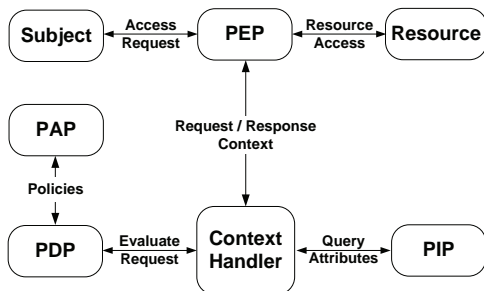 Subject
Access
Request
PEP
Resource
Access
Resource
Request / Response
Context
PAP
Policies
PDP
Evaluate
Request
Context
Handler
Query
Attributes
PIP